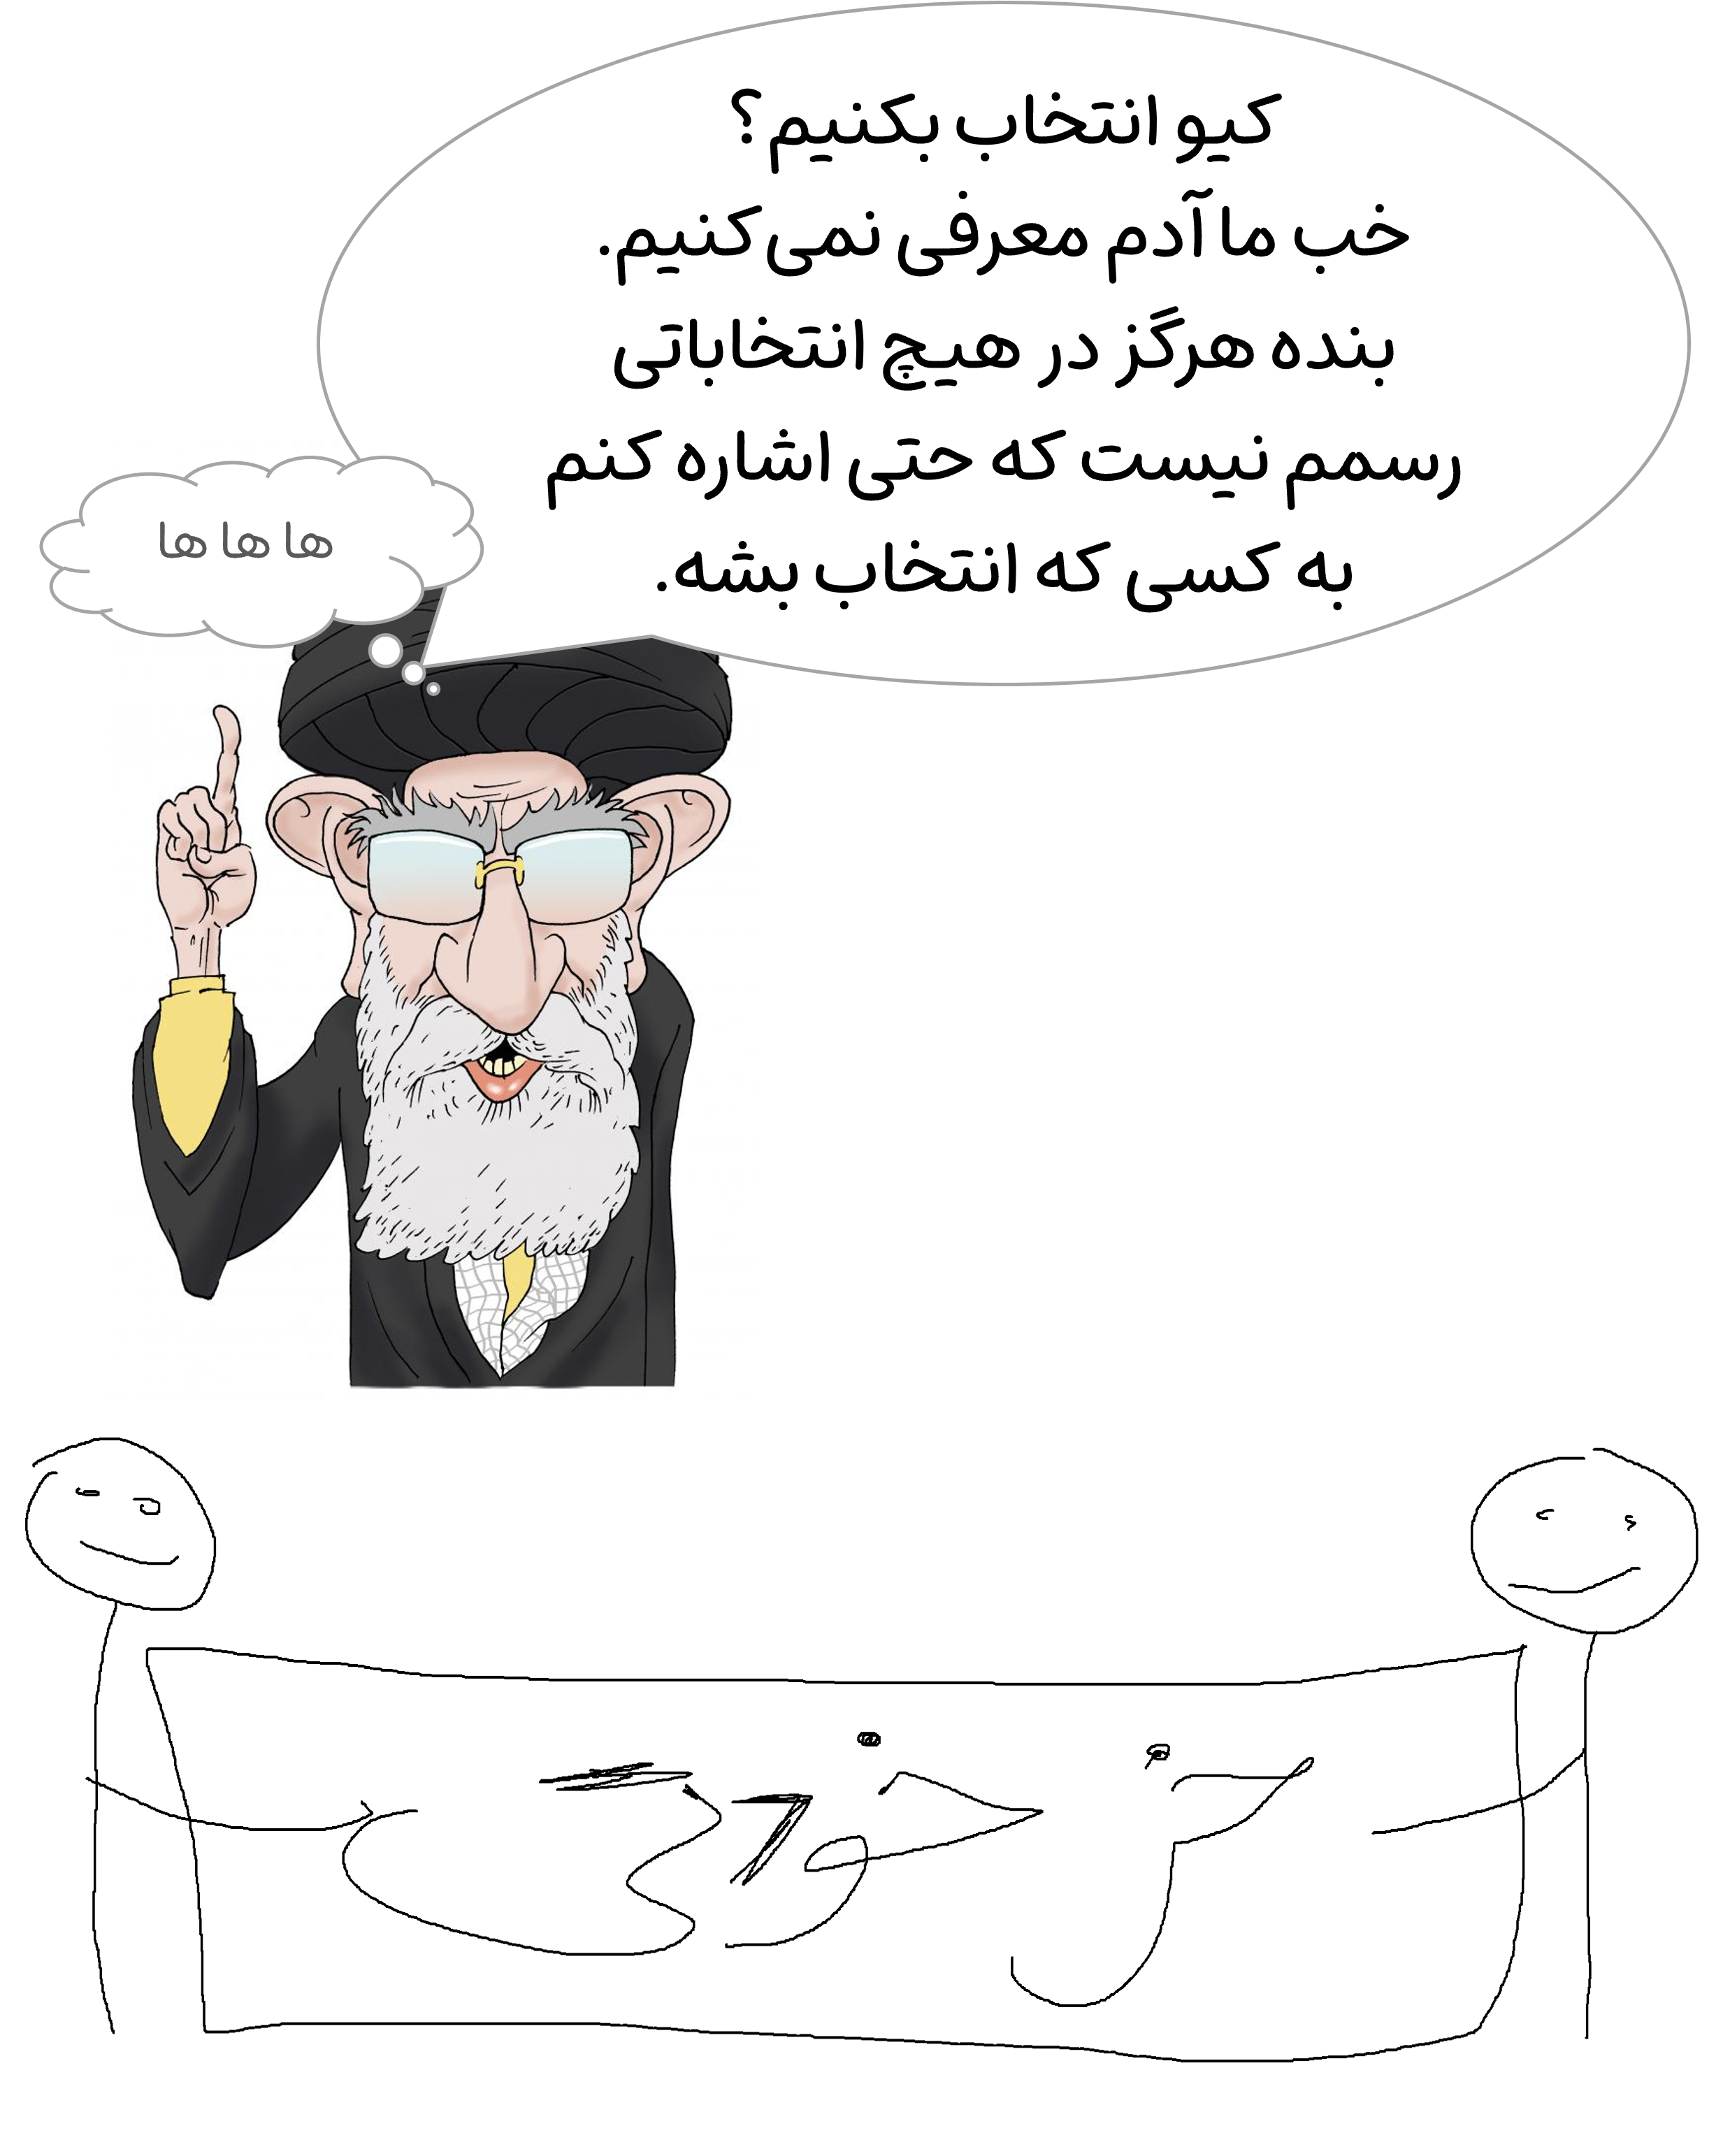 کیو انتخاب بکنیم؟
خب ما آدم معرفی نمی‌کنیم.
بنده هرگز در هیچ انتخاباتی
رسمم نیست که حتی اشاره کنم
به کسی که انتخاب بشه.
ها ها ها